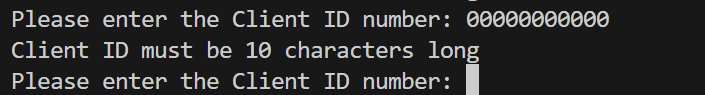 Please enter the Client ID number: 00000000000
Client ID must be 10 characters long
Please enter the Client ID number: